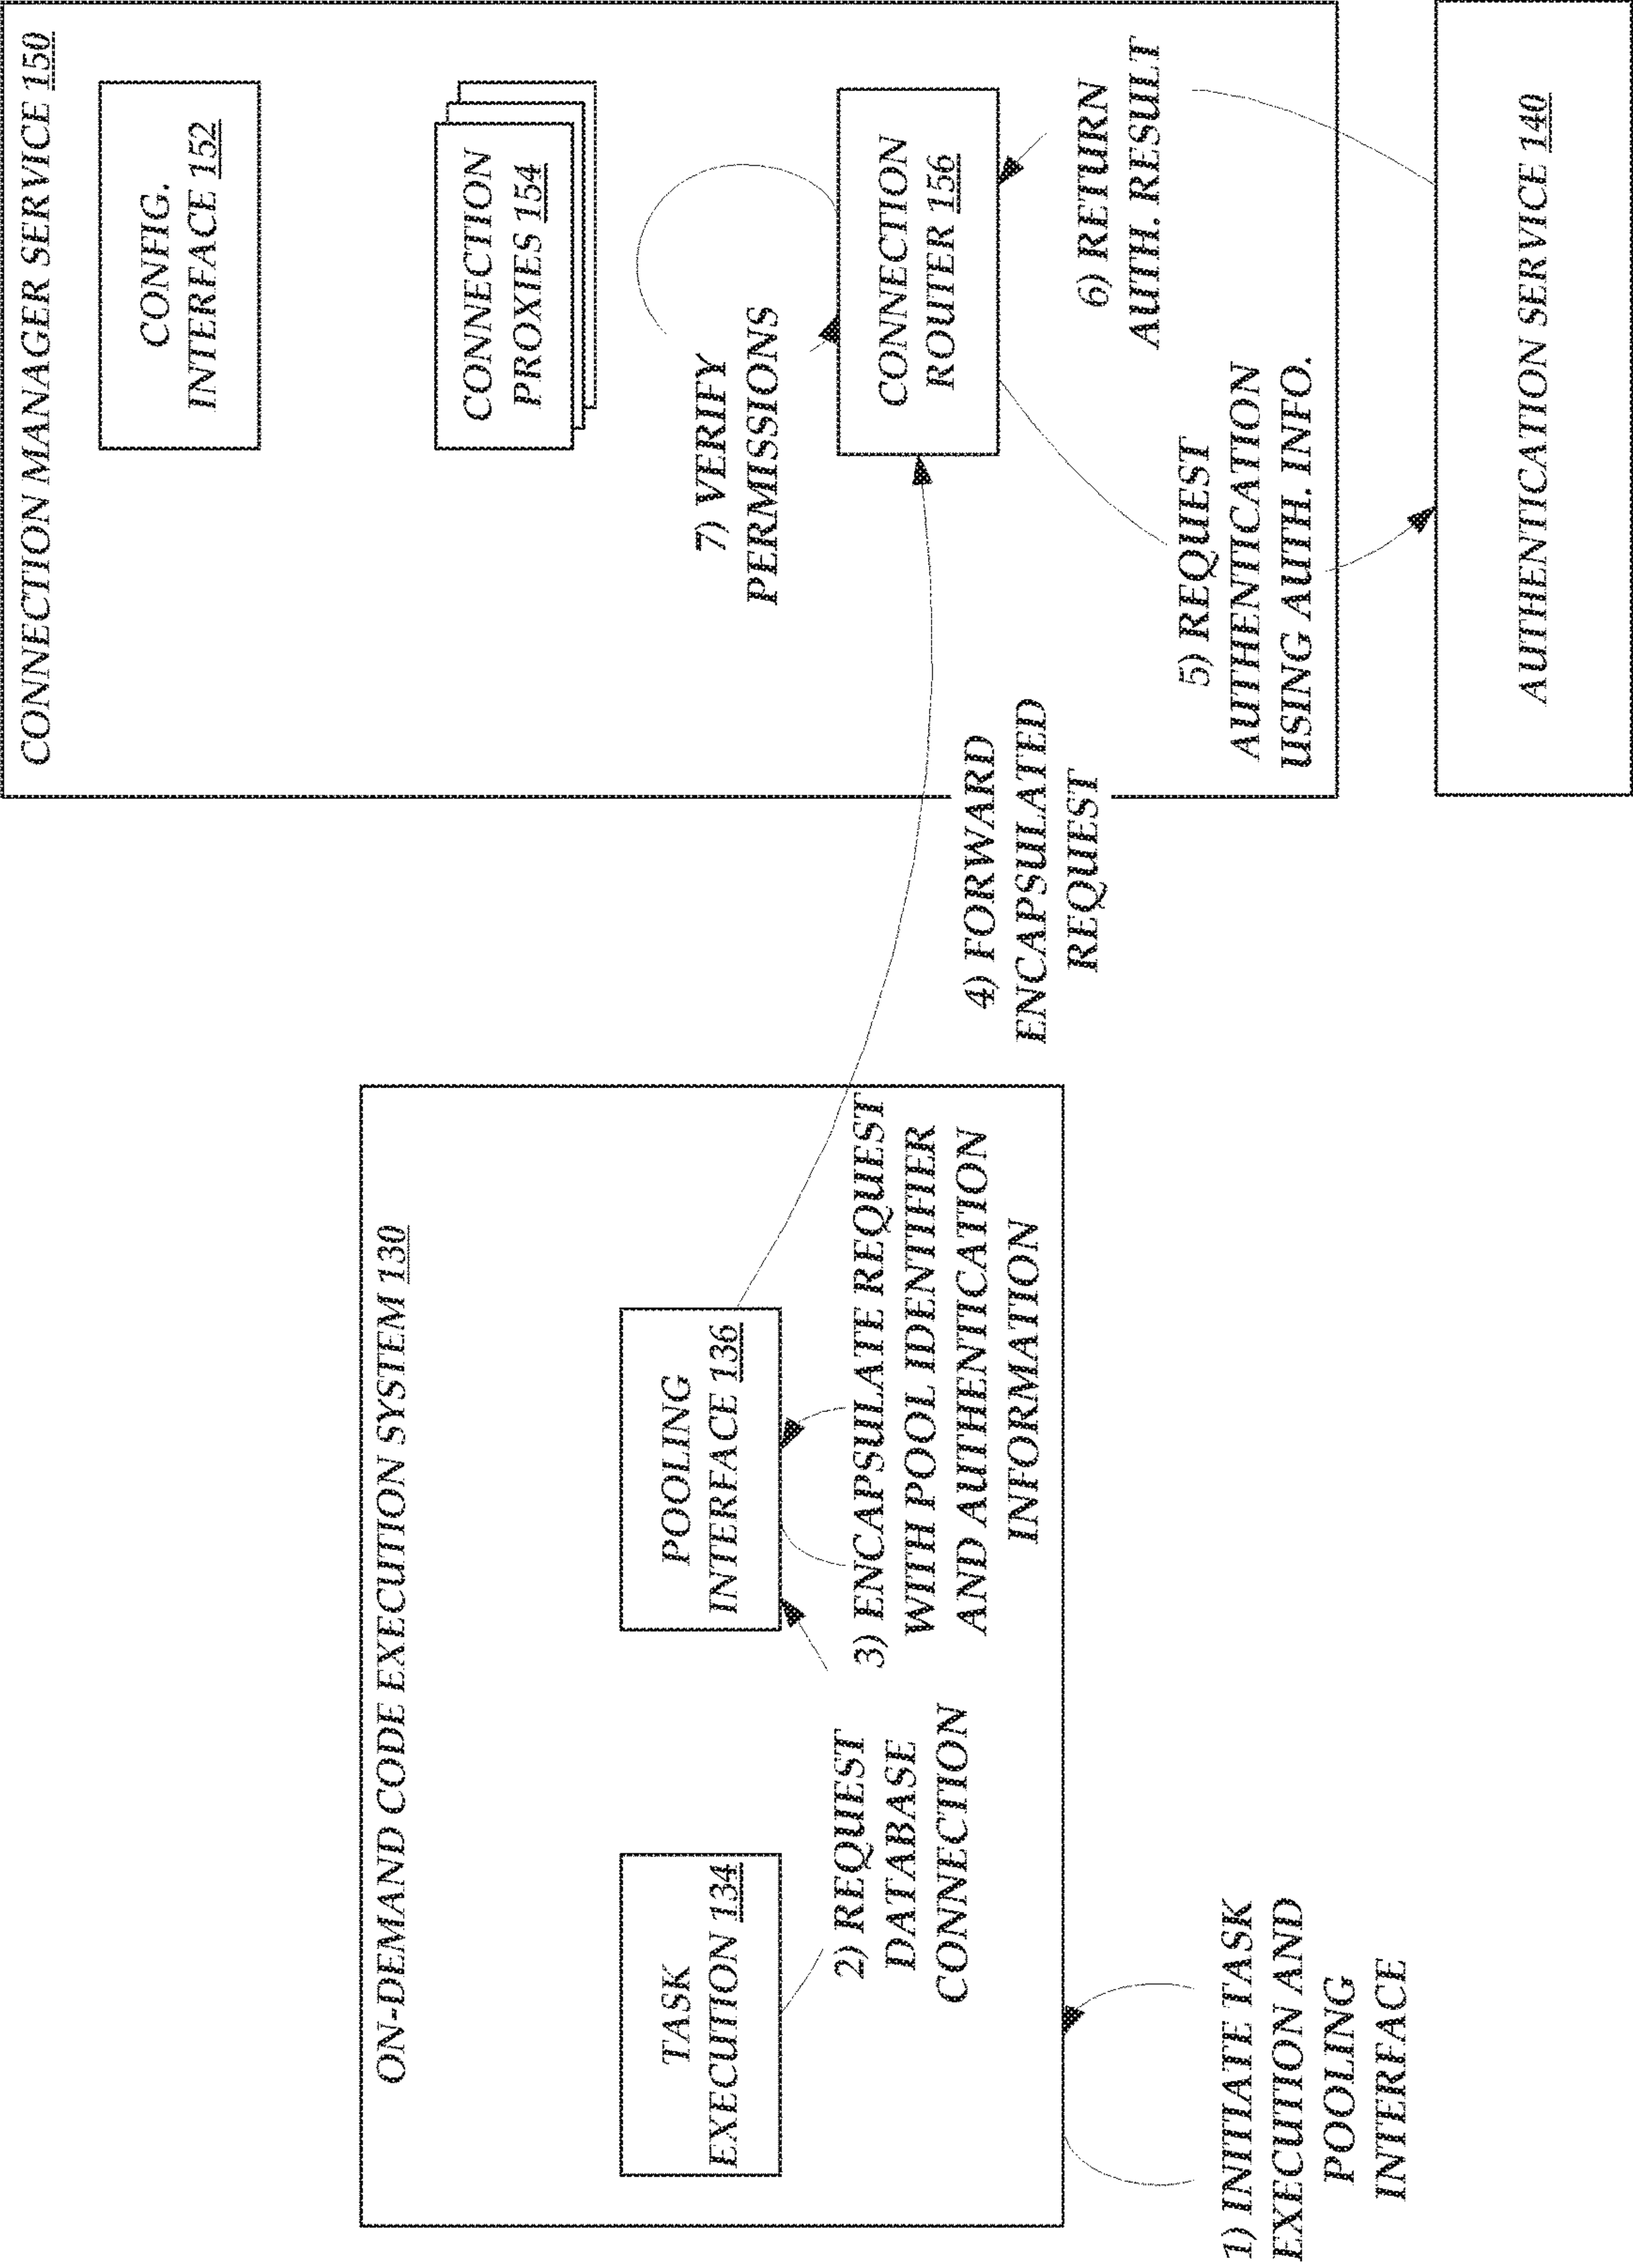 ON-DEMAND CODE EXECUTION SYSTEM 130
TASK
EXECUTION 134
POOLING
INTERFACE 136
1) INITIATE TASK
EXECUTION AND
POOLING
INTERFACE
2) REQUEST
DATABASE
CONNECTION
3) ENCAPSULATE REQUEST
WITH POOL IDENTIFIER
AND AUTHENTICATION
INFORMATION
4) FORWARD
ENCAPSULATED
REQUEST
CONNECTION MANAGER SERVICE 150
CONFIG.
INTERFACE 152
CONNECTION
PROXIES 154
7) VERIFY
PERMISSIONS
CONNECTION
ROUTER 156
5) REQUEST
AUTHENTICATION
USING AUTH. INFO.
6) RETURN
AUTH. RESULT
AUTHENTICATION SERVICE 140